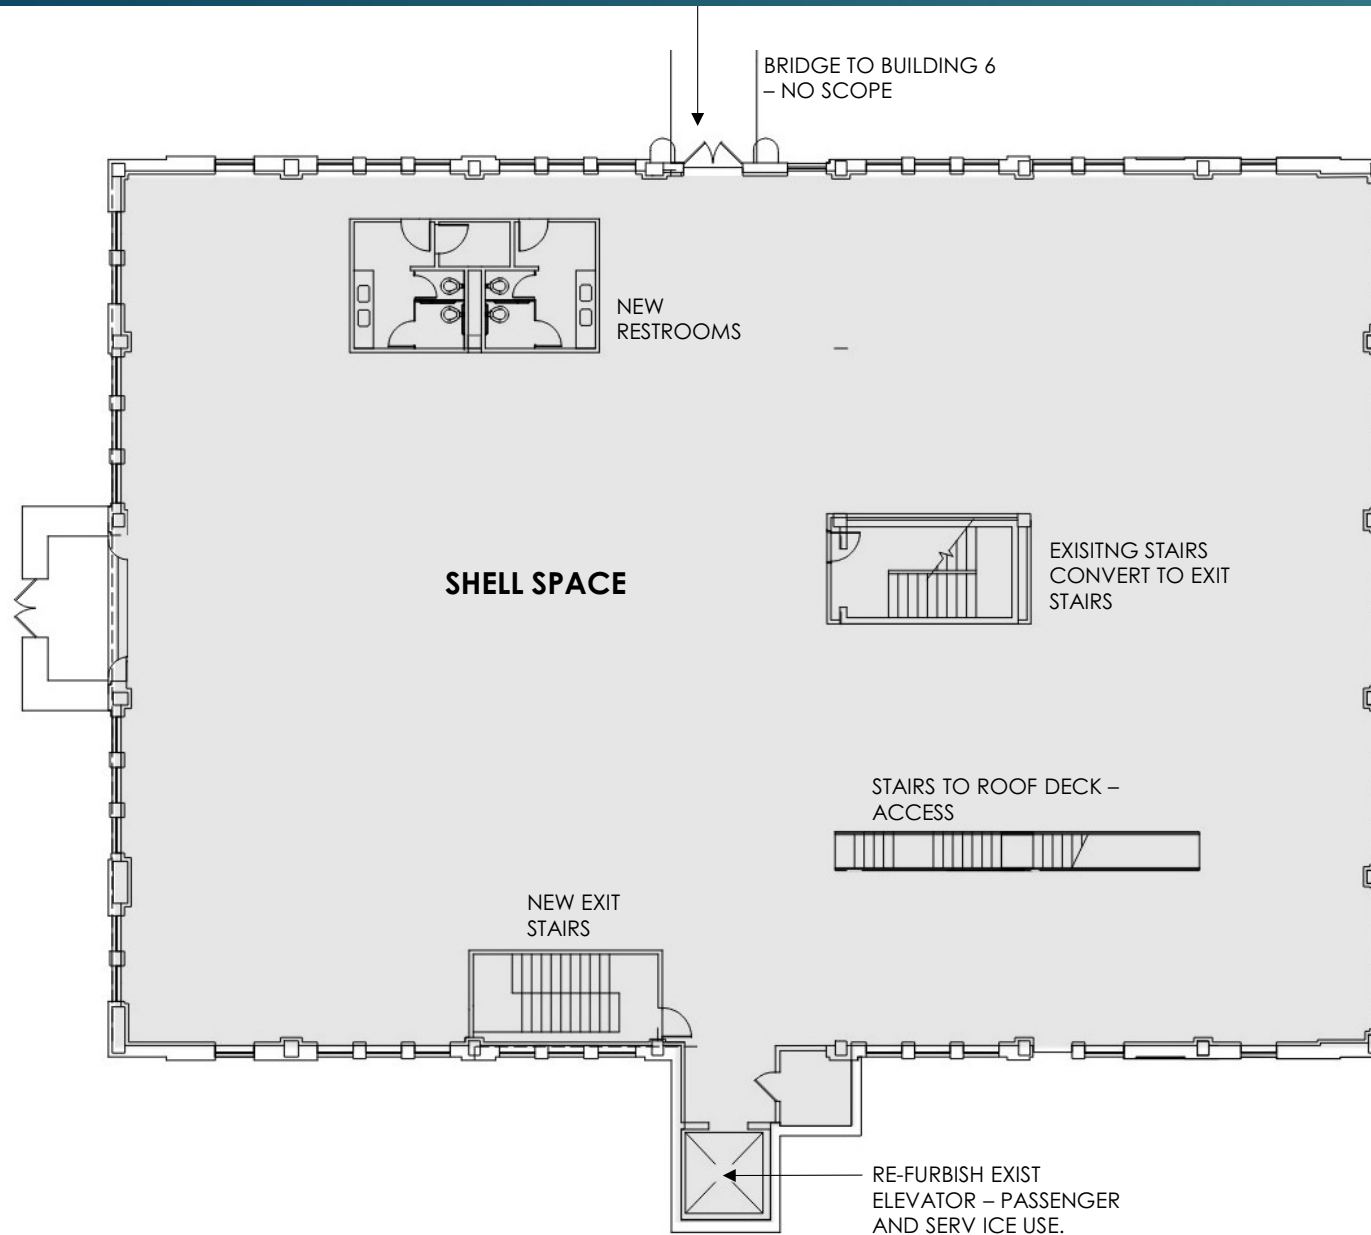 BRIDGE TO BUILDING 6
– NO SCOPE
NEW
RESTROOMS
SHELL SPACE
EXISITNG STAIRS
CONVERT TO EXIT
STAIRS
STAIRS TO ROOF DECK –
ACCESS
NEW EXIT
STAIRS
RE-FURBISH EXIST
ELEVATOR – PASSENGER
AND SERV ICE USE.